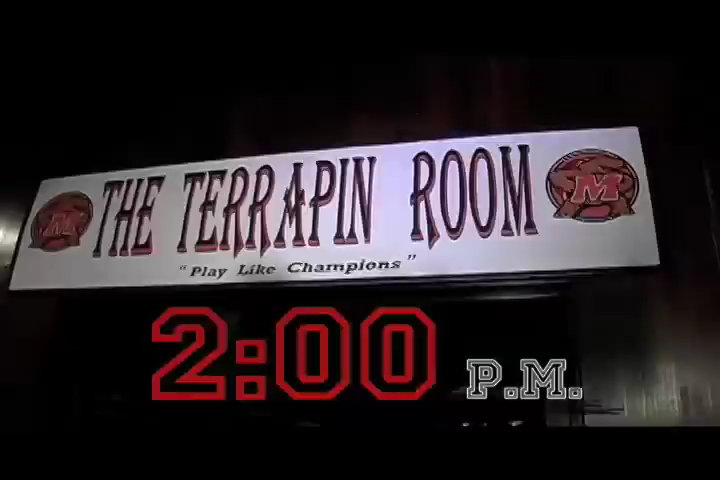 THE TERRAPIN ROOM
M
M
"Play Like Champions"
2:00 P.M.